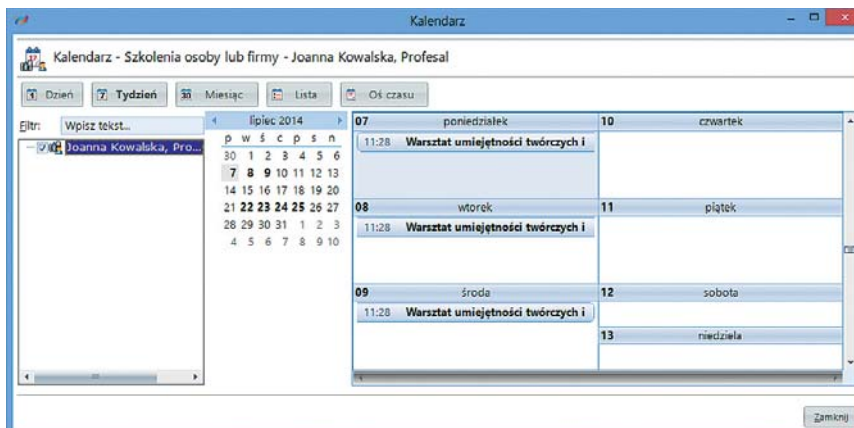 Kalendarz
Kalendarz - Szkolenia osoby lub firmy - Joanna Kowalska, Profesal
Dzień Tydzień Miesiąc Lista Oś czasu
Filtr: Wpisz tekst...
Joanna Kowalska, Pro...
lipiec 2014
p w ś c p s n
30 1 2 3 4 5 6
7 8 9 10 11 12 13
14 15 16 17 18 19 20
21 22 23 24 25 26 27
28 29 30 31 1 2 3
4 5 6 7 8 9 10
07 poniedziałek
11:28 Warsztat umiejętności twórczych i
08 wtorek
11:28 Warsztat umiejętności twórczych i
09 środa
11:28 Warsztat umiejętności twórczych i
10 czwartek
11 piątek
12 sobota
13 niedziela
Zamknij